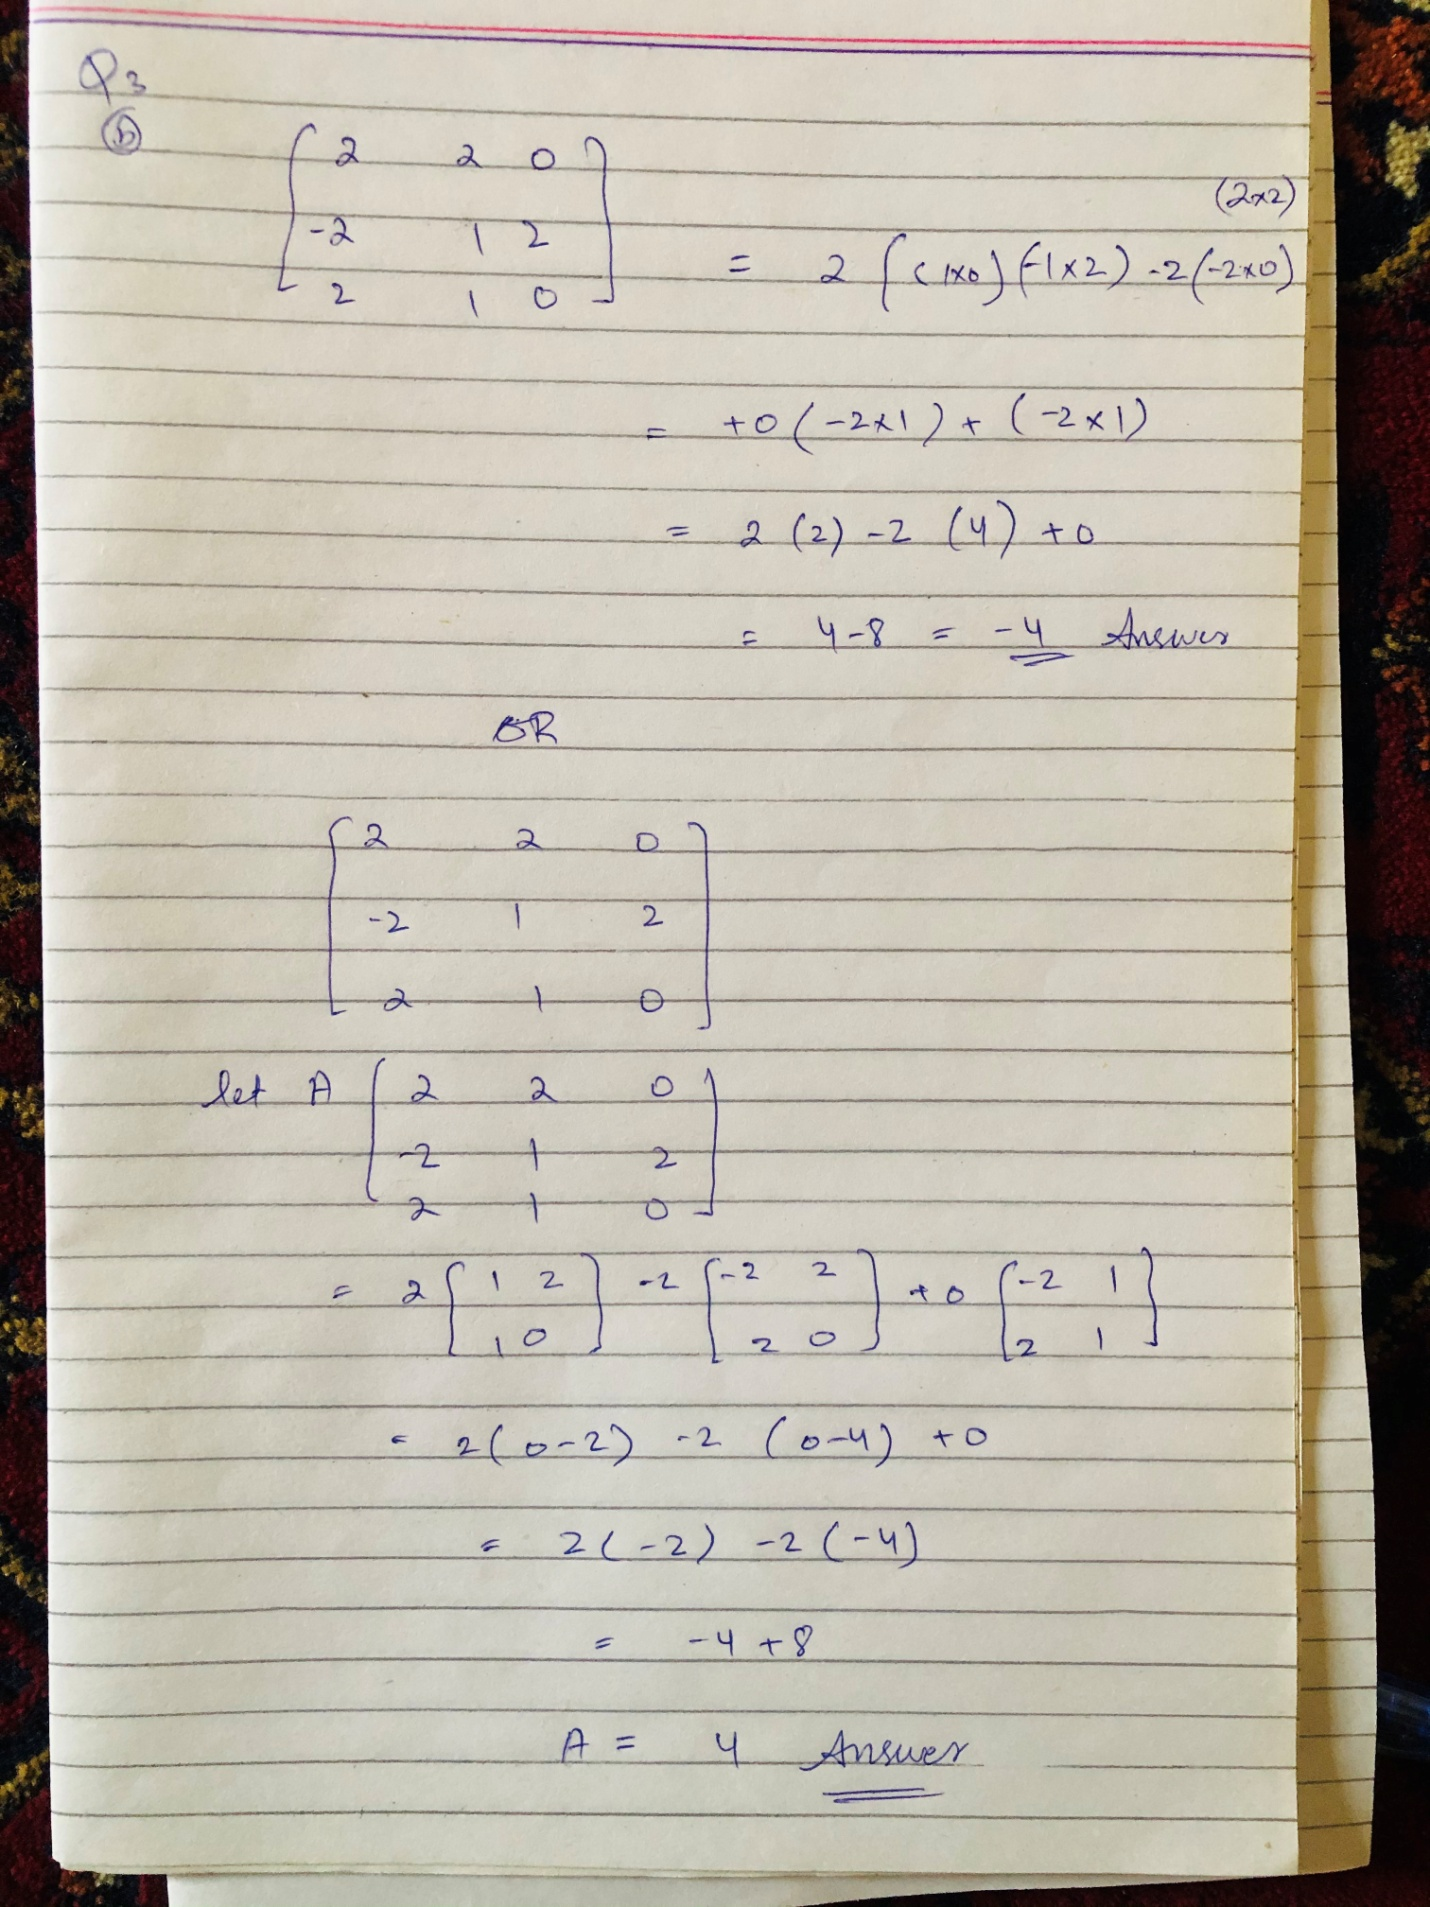 Q3
(b)
[ 2 2 0
-2 1 2
2 1 0 ]
(2x2)
= 2 [ (1x0) (-1x2) -2 (-2x0)
= +0 (-2x1) + (-2x1)
= 2 (2) -2 (4) +0
= 4-8 = -4 Answer
OR
[ 2 2 0
-2 1 2
2 1 0 ]
let A [ 2 2 0
-2 1 2
2 1 0 ]
= 2 [ 1 2 ] -2 [ -2 2 ] +0 [ -2 1 ]
[ 1 0 ] [ 2 0 ] [ 2 1 ]
= 2(0-2) -2 (0-4) +0
= 2(-2) -2(-4)
= -4 +8
A = 4 Answer